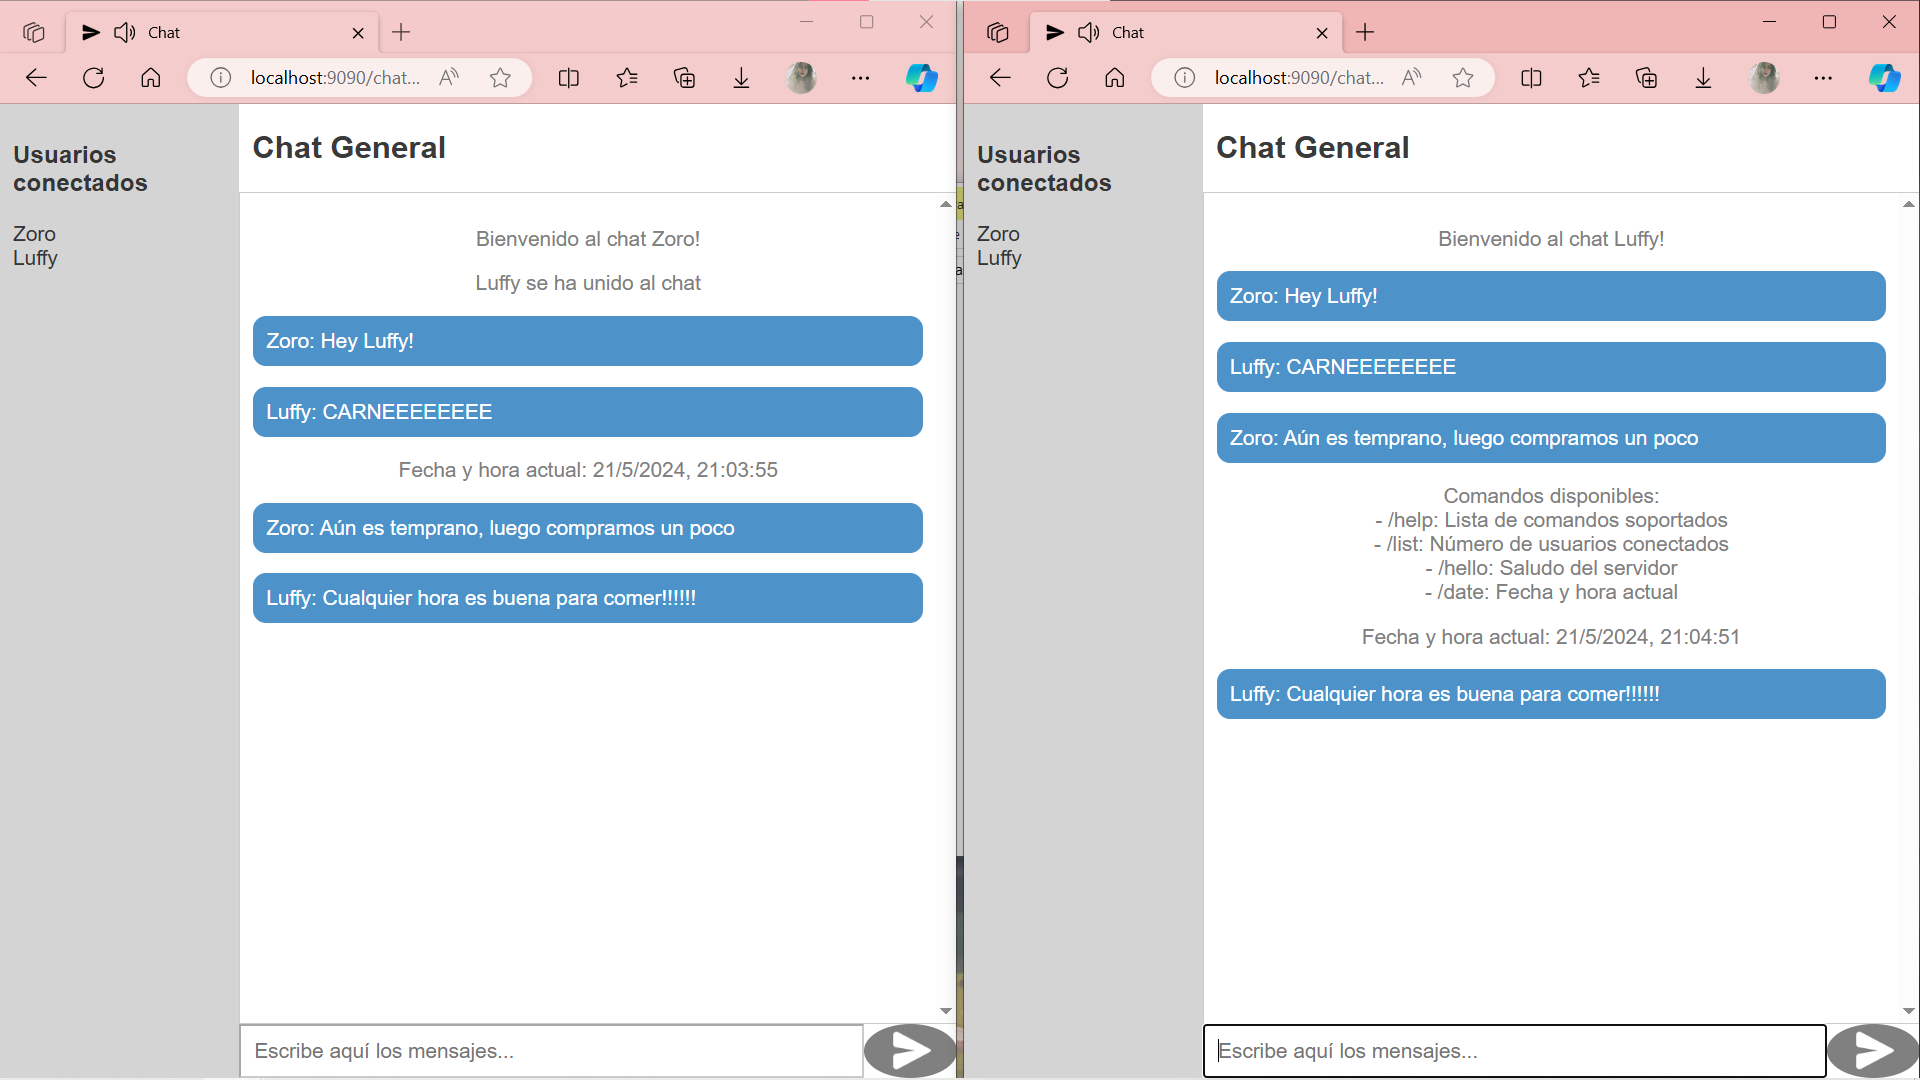 Chat
localhost:9090/chat...
Usuarios
conectados
Zoro
Luffy
Chat General
Bienvenido al chat Zoro!
Luffy se ha unido al chat
Zoro: Hey Luffy!
Luffy: CARNEEEEEEEE
Fecha y hora actual: 21/5/2024, 21:03:55
Zoro: Aún es temprano, luego compramos un poco
Luffy: Cualquier hora es buena para comer!!!!!!
Escribe aquí los mensajes...
Chat
localhost:9090/chat...
Usuarios
conectados
Zoro
Luffy
Chat General
Bienvenido al chat Luffy!
Zoro: Hey Luffy!
Luffy: CARNEEEEEEEE
Zoro: Aún es temprano, luego compramos un poco
Comandos disponibles:
- /help: Lista de comandos soportados
- /list: Número de usuarios conectados
- /hello: Saludo del servidor
- /date: Fecha y hora actual
Fecha y hora actual: 21/5/2024, 21:04:51
Luffy: Cualquier hora es buena para comer!!!!!!
Escribe aquí los mensajes...